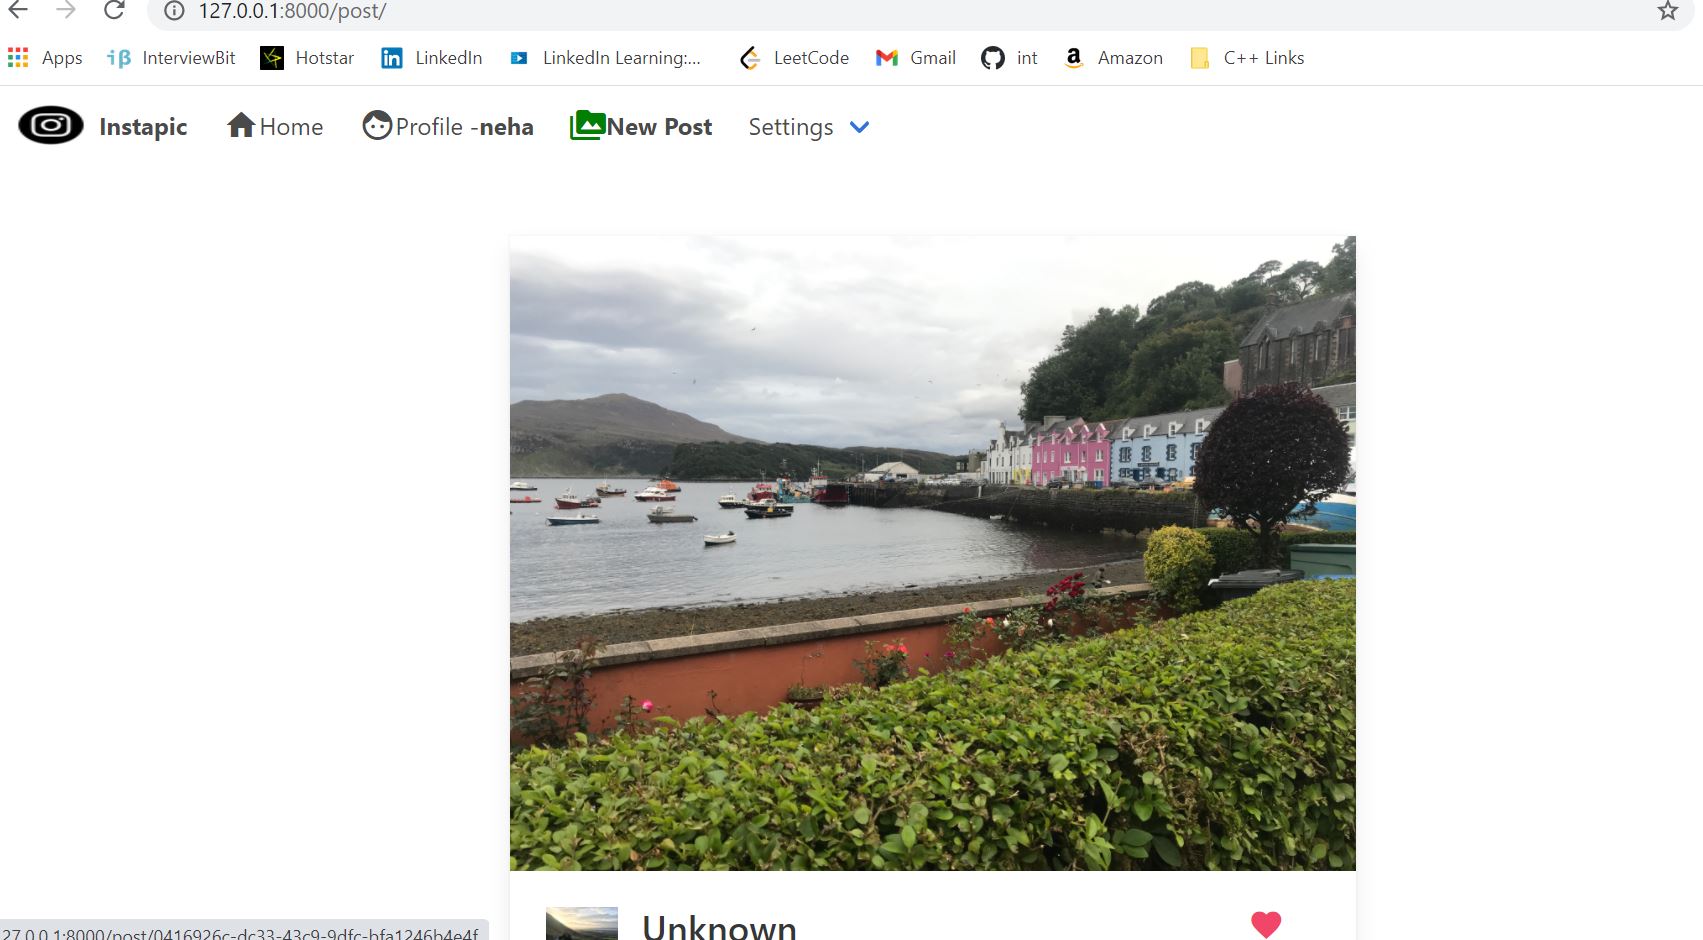 127.0.0.1:8000/post/
Apps InterviewBit Hotstar LinkedIn LinkedIn Learning:... LeetCode Gmail int Amazon C++ Links
Instapic Home Profile -neha New Post Settings
Unknown
27.0.0.1:8000/post/0416926c-dc33-43c9-9dfc-bfa1246b4e4f